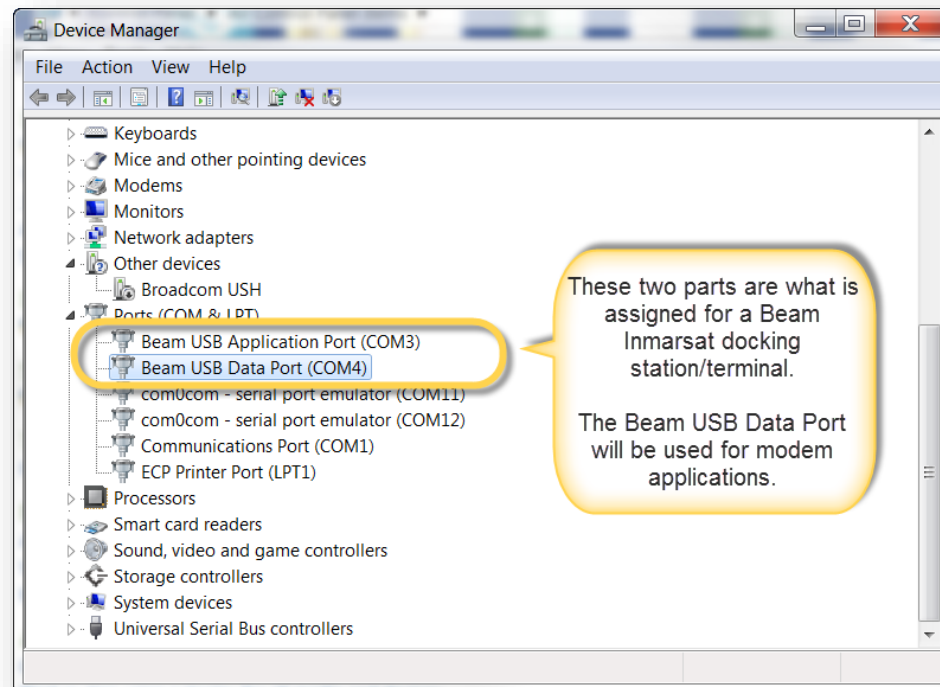 Device Manager
File Action View Help
Keyboards
Mice and other pointing devices
Modems
Monitors
Network adapters
Other devices
Broadcom USH
Ports (COM & LPT)
Beam USB Application Port (COM3)
Beam USB Data Port (COM4)
com0com - serial port emulator (COM11)
com0com - serial port emulator (COM12)
Communications Port (COM1)
ECP Printer Port (LPT1)
Processors
Smart card readers
Sound, video and game controllers
Storage controllers
System devices
Universal Serial Bus controllers
These two parts are what is
assigned for a Beam
Inmarsat docking
station/terminal.
The Beam USB Data Port
will be used for modem
applications.